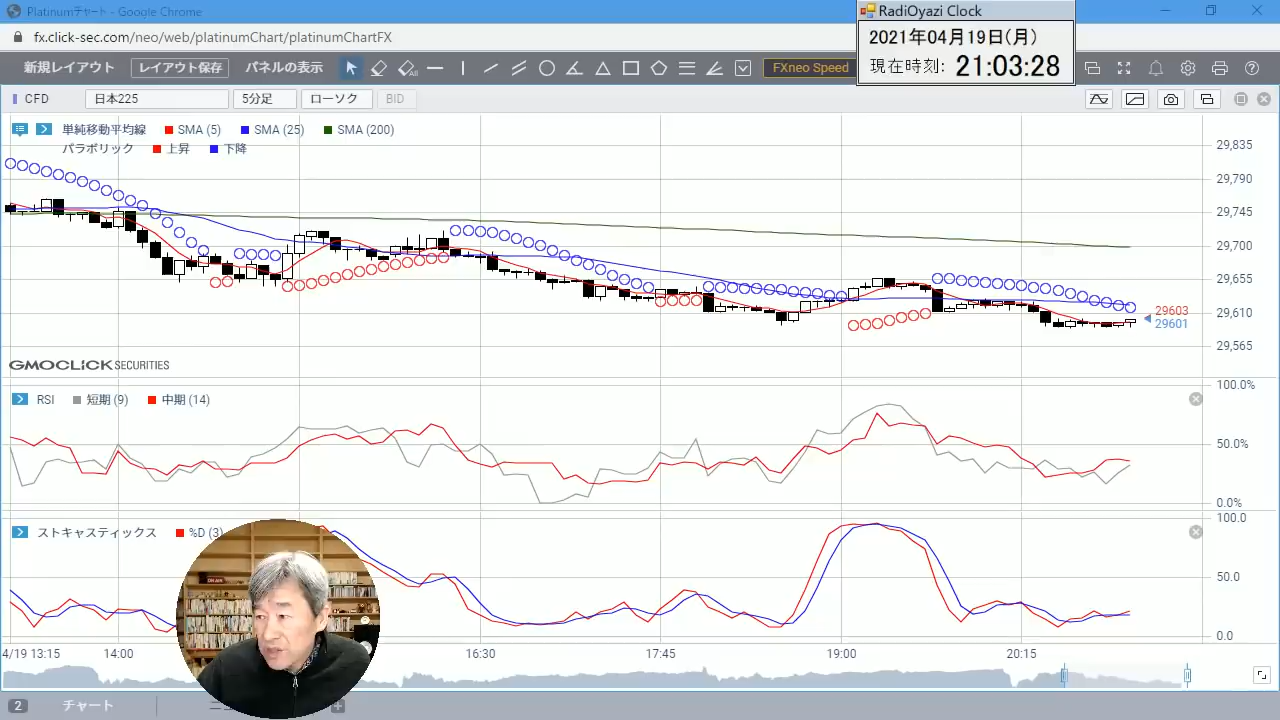 Platinumチャート - Google Chrome
RadiOyazi Clock
2021年04月19日(月)
現在時刻: 21:03:28
fx.click-sec.com/neo/web/platinumChart/platinumChartFX
新規レイアウト レイアウト保存 パネルの表示 FXneo Speed
CFD 日本225 5分足 ローソク BID
単純移動平均線 SMA (5) SMA (25) SMA (200)
パラボリック 上昇 下降
29,835
29,790
29,745
29,700
29,655
29,610
29,565
29603
29601
GMOCLICK SECURITIES
RSI 短期 (9) 中期 (14)
100.0%
50.0%
0.0%
ストキャスティックス %D (3)
100.0
50.0
0.0
4/19 13:15 14:00 16:30 17:45 19:00 20:15
2 チャート